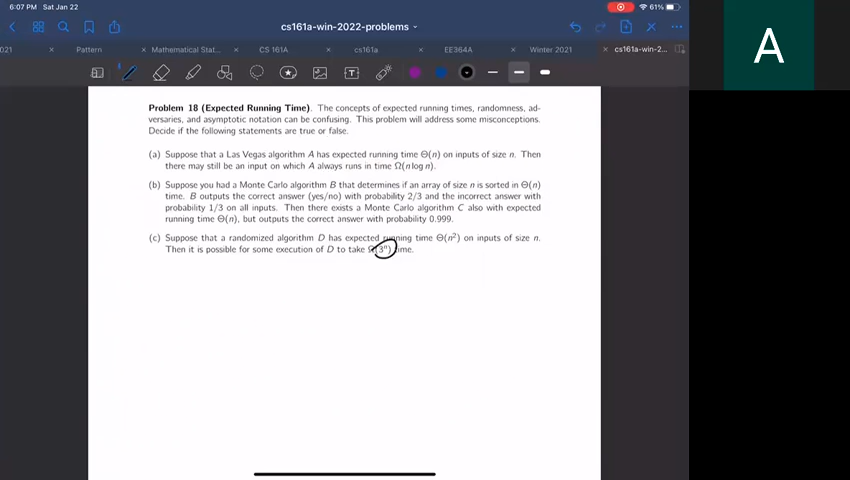 6:07 PM Sat Jan 22
61%
cs161a-win-2022-problems
021
Pattern
Mathematical Stat...
CS 161A
cs161a
EE364A
Winter 2021
cs161a-win-2...
Problem 18 (Expected Running Time). The concepts of expected running times, randomness, ad-
versaries, and asymptotic notation can be confusing. This problem will address some misconceptions.
Decide if the following statements are true or false.
(a) Suppose that a Las Vegas algorithm A has expected running time Θ(n) on inputs of size n. Then
there may still be an input on which A always runs in time Ω(n log n).
(b) Suppose you had a Monte Carlo algorithm B that determines if an array of size n is sorted in Θ(n)
time. B outputs the correct answer (yes/no) with probability 2/3 and the incorrect answer with
probability 1/3 on all inputs. Then there exists a Monte Carlo algorithm C also with expected
running time Θ(n), but outputs the correct answer with probability 0.999.
(c) Suppose that a randomized algorithm D has expected running time Θ(n²) on inputs of size n.
Then it is possible for some execution of D to take Ω(3ⁿ) time.
A